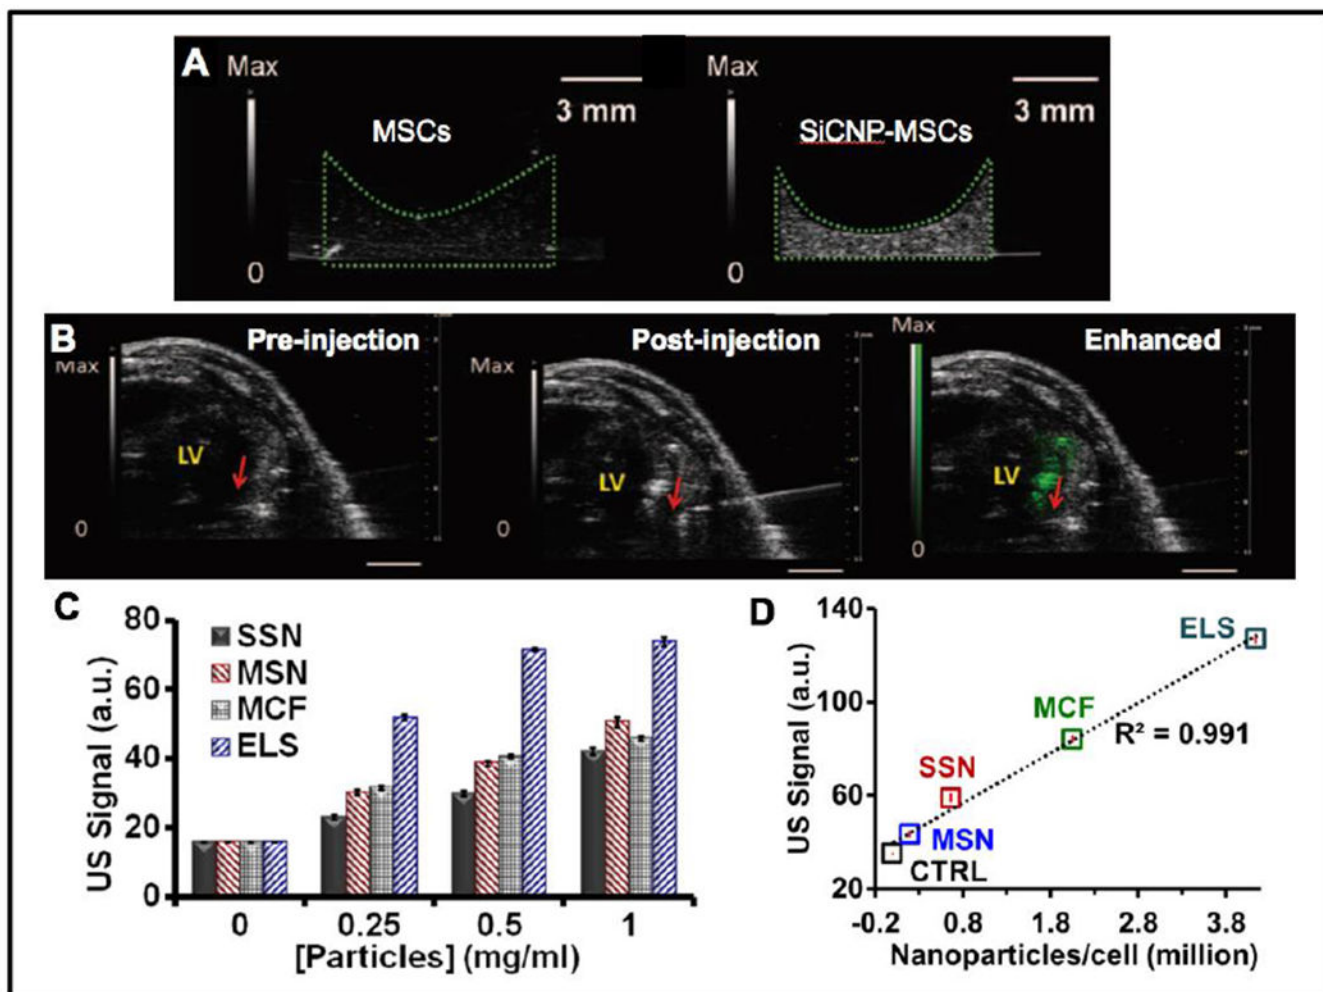 A
Max
3 mm
MSCs
0
Max
3 mm
SiCNP-MSCs
0
B
Pre-injection
Max
LV
0
Post-injection
Max
LV
0
Enhanced
Max
LV
0
C
US Signal (a.u.)
80
60
40
20
0
SSN
MSN
MCF
ELS
0 0.25 0.5 1
[Particles] (mg/ml)
D
US Signal (a.u.)
140
100
60
20
ELS
MCF
R² = 0.991
SSN
MSN
CTRL
-0.2 0.8 1.8 2.8 3.8
Nanoparticles/cell (million)